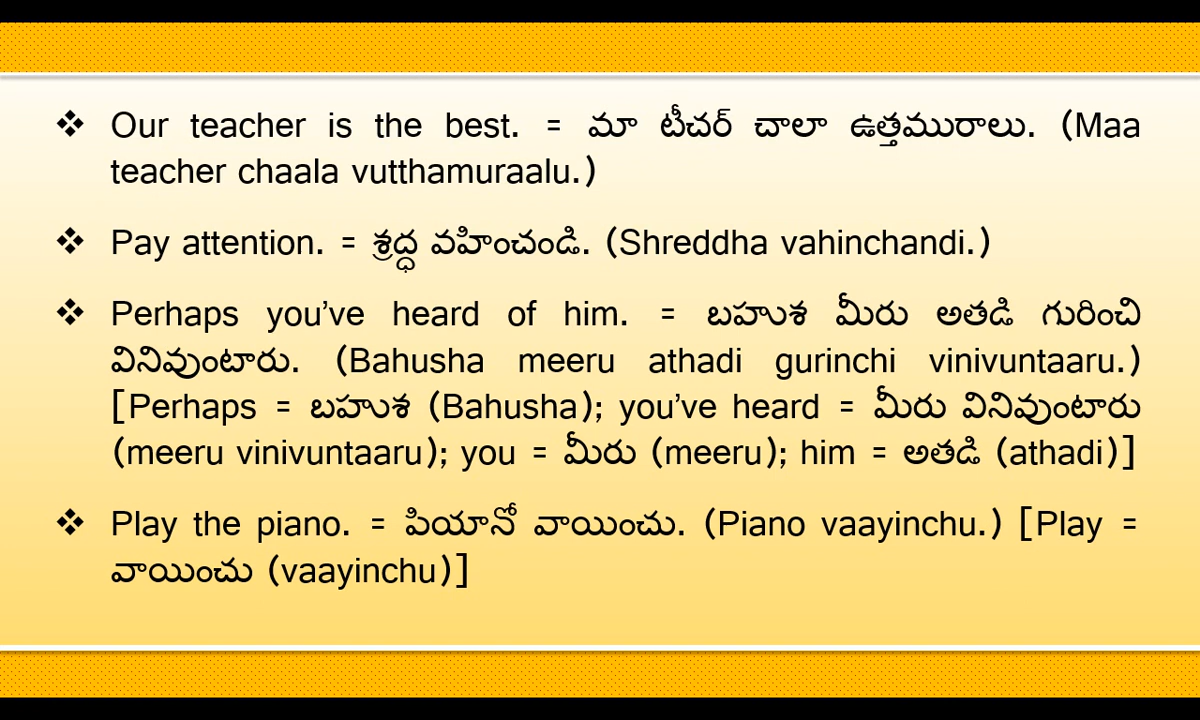 ❖ Our teacher is the best. = మా టీచర్ చాలా ఉత్తమురాలు. (Maa
teacher chaala vutthamuraalu.)
❖ Pay attention. = శ్రద్ధ వహించండి. (Shreddha vahinchandi.)
❖ Perhaps you’ve heard of him. = బహుశ మీరు అతడి గురించి
వినివుంటారు. (Bahusha meeru athadi gurinchi vinivuntaaru.)
[Perhaps = బహుశ (Bahusha); you’ve heard = మీరు వినివుంటారు
(meeru vinivuntaaru); you = మీరు (meeru); him = అతడి (athadi)]
❖ Play the piano. = పియానో వాయించు. (Piano vaayinchu.) [Play =
వాయించు (vaayinchu)]